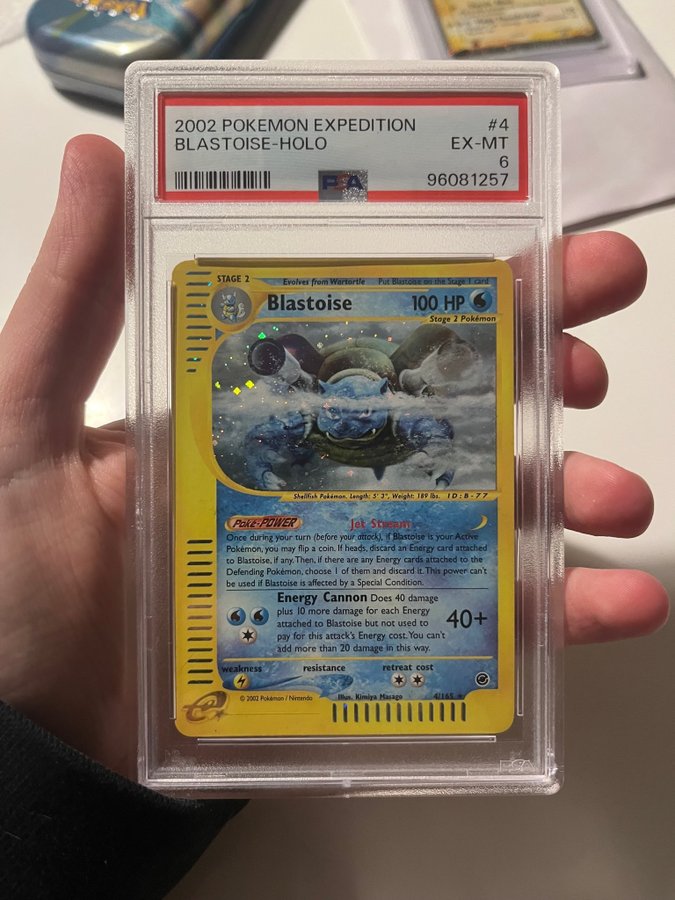 2002 POKEMON EXPEDITION #4
BLASTOISE-HOLO EX-MT
6
PSA 96081257
STAGE 2 Evolves from Wartortle Put Blastoise on the Stage 1 card
Blastoise 100 HP
Stage 2 Pokémon
Shellfish Pokémon. Length: 5' 3", Weight: 189 lbs. ID: B-77
Poké-POWER Jet Stream
Once during your turn (before your attack), if Blastoise is your Active
Pokémon, you may flip a coin. If heads, discard an Energy card attached
to Blastoise, if any. Then, if there are any Energy cards attached to the
Defending Pokémon, choose 1 of them and discard it. This power can't
be used if Blastoise is affected by a Special Condition.
Energy Cannon Does 40 damage
plus 10 more damage for each Energy
attached to Blastoise but not used to
pay for this attack's Energy cost. You can't
add more than 20 damage in this way.
40+
weakness resistance retreat cost
© 2002 Pokémon / Nintendo Illus. Kimiya Masago 4/165 ★